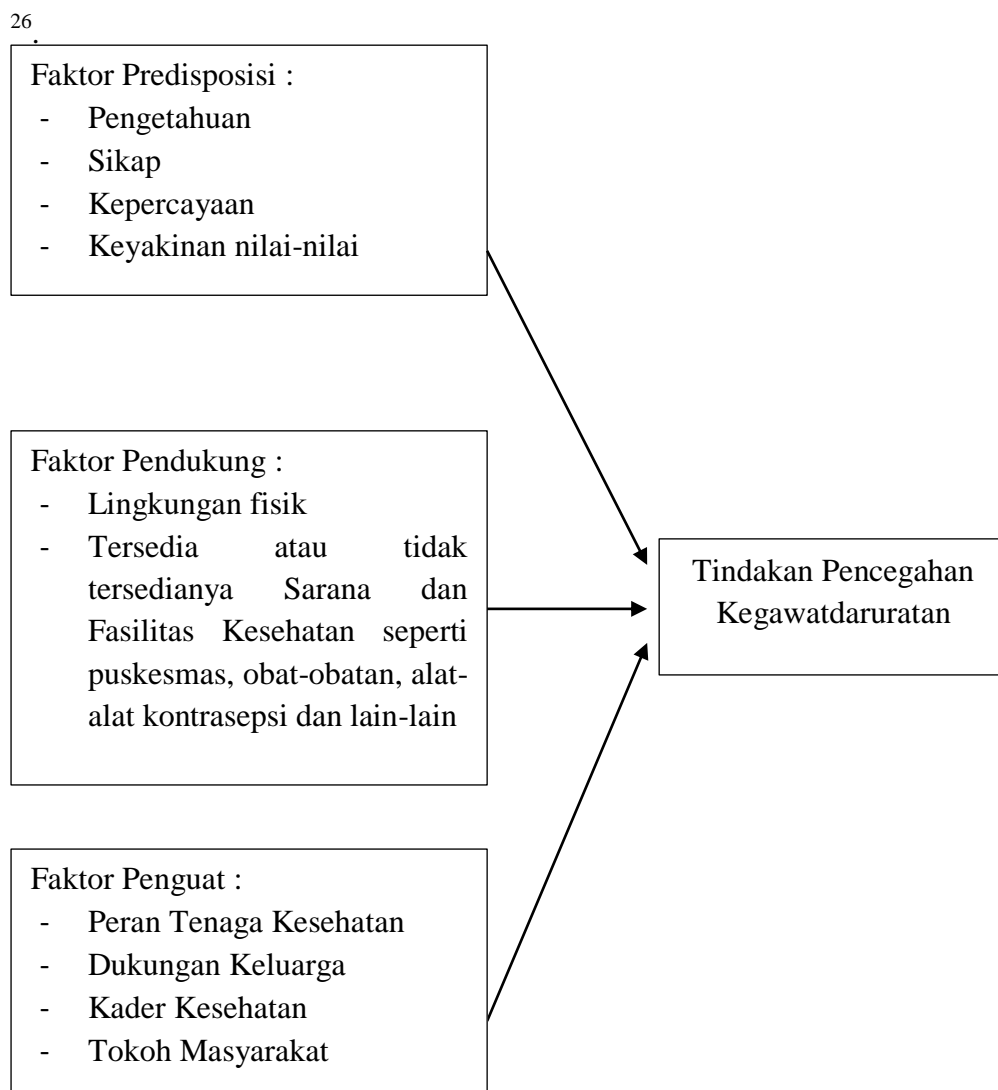 26.
Faktor Predisposisi :
- Pengetahuan
- Sikap
- Kepercayaan
- Keyakinan nilai-nilai
Faktor Pendukung :
- Lingkungan fisik
- Tersedia atau tidak
tersedianya Sarana dan
Fasilitas Kesehatan seperti
puskesmas, obat-obatan, alat-
alat kontrasepsi dan lain-lain
Tindakan Pencegahan
Kegawatdaruratan
Faktor Penguat :
- Peran Tenaga Kesehatan
- Dukungan Keluarga
- Kader Kesehatan
- Tokoh Masyarakat